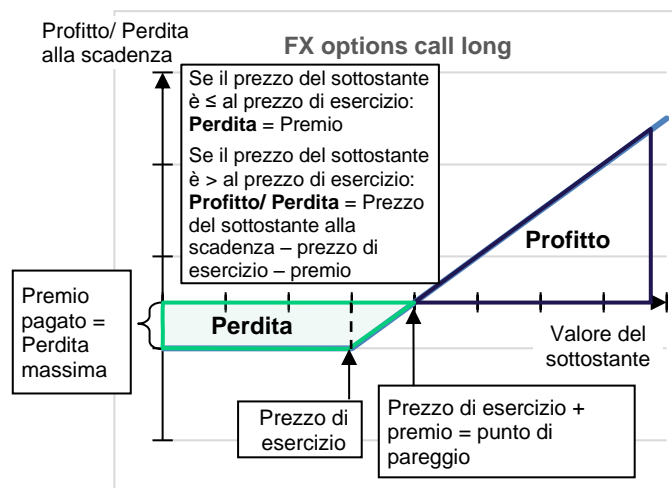 Profitto/ Perdita
alla scadenza
FX options call long
Se il prezzo del sottostante
è ≤ al prezzo di esercizio:
Perdita = Premio
Se il prezzo del sottostante
è > al prezzo di esercizio:
Profitto/ Perdita = Prezzo
del sottostante alla
scadenza – prezzo di
esercizio – premio
Profitto
Premio
pagato =
Perdita
massima
Perdita
Valore del
sottostante
Prezzo di
esercizio
Prezzo di esercizio +
premio = punto di
pareggio